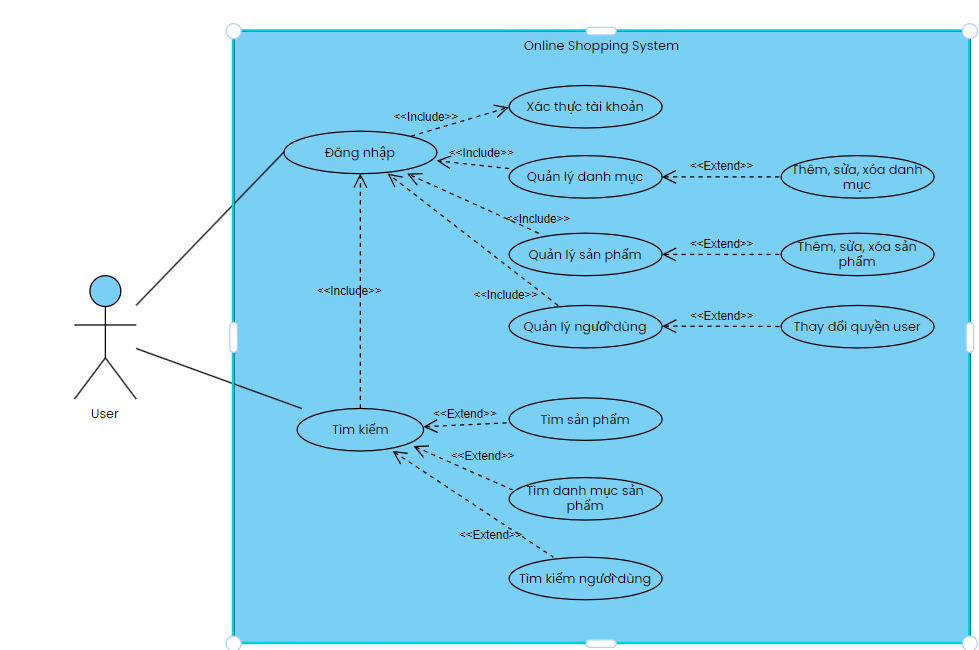 Online Shopping System
<<Include>>
Xác thực tài khoản
Đăng nhập
<<Include>>
Quản lý danh mục
<<Extend>>
Thêm, sửa, xóa danh
mục
<<Include>>
Quản lý sản phẩm
<<Extend>>
Thêm, sửa, xóa sản
phẩm
<<Include>>
<<Include>>
Quản lý người dùng
<<Extend>>
Thay đổi quyền user
User
Tìm kiếm
<<Extend>>
Tìm sản phẩm
<<Extend>>
Tìm danh mục sản
phẩm
<<Extend>>
Tìm kiếm người dùng